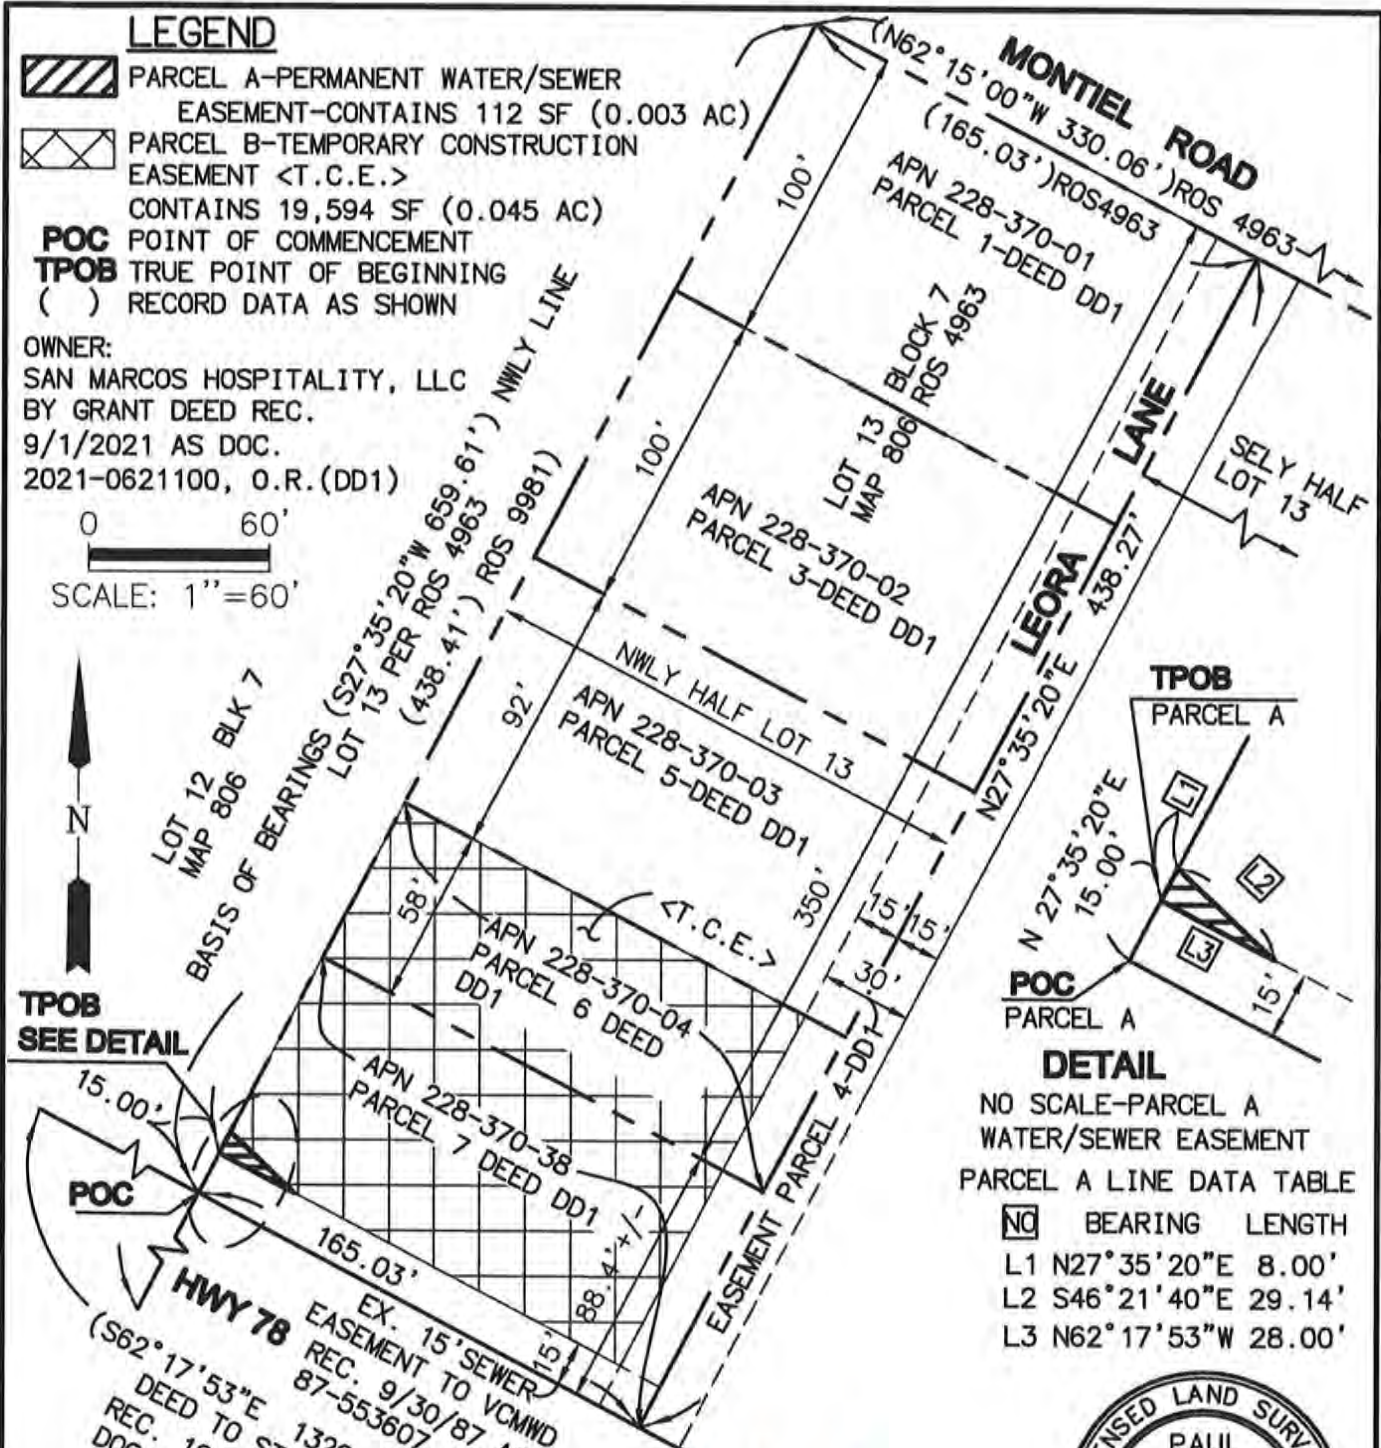 LEGEND
PARCEL A-PERMANENT WATER/SEWER
EASEMENT-CONTAINS 112 SF (0.003 AC)
PARCEL B-TEMPORARY CONSTRUCTION
EASEMENT <T.C.E.>
CONTAINS 19,594 SF (0.045 AC)
POC POINT OF COMMENCEMENT
TPOB TRUE POINT OF BEGINNING
( ) RECORD DATA AS SHOWN
OWNER:
SAN MARCOS HOSPITALITY, LLC
BY GRANT DEED REC.
9/1/2021 AS DOC.
2021-0621100, O.R.(DD1)
0 60'
SCALE: 1''=60'
N
MONTIEL ROAD
(N62°15'00"W 330.06')ROS 4963
(165.03')ROS4963
APN 228-370-01
PARCEL 1-DEED DD1
100'
LOT 13 BLOCK 7
MAP 806 ROS 4963
LEORA LANE
SELY HALF
LOT 13
100'
APN 228-370-02
PARCEL 3-DEED DD1
N27°35'20"E 438.27'
BASIS OF BEARINGS (S27°35'20"W 659.61') NWLY LINE
LOT 13 PER ROS 4963
(438.41') ROS 9981)
LOT 12 BLK 7
MAP 806
NWLY HALF LOT 13
92'
APN 228-370-03
PARCEL 5-DEED DD1
350'
15' 15'
30'
58'
<T.C.E.>
APN 228-370-04
PARCEL 6 DEED
DD1
APN 228-370-38
PARCEL 7 DEED DD1
EASEMENT PARCEL 4-DD1
TPOB
SEE DETAIL
15.00'
POC
165.03'
88.4'+/-
15'
HWY 78
EX. 15'SEWER
EASEMENT TO VCMWD
REC. 9/30/87
87-553607
(S62°17'53"E
DEED TO
REC.
TPOB
PARCEL A
N 27°35'20"E
15.00'
L1
L2
L3
POC
PARCEL A
15'
DETAIL
NO SCALE-PARCEL A
WATER/SEWER EASEMENT
PARCEL A LINE DATA TABLE
NO BEARING LENGTH
L1 N27°35'20"E 8.00'
L2 S46°21'40"E 29.14'
L3 N62°17'53"W 28.00'
LAND
PAUL